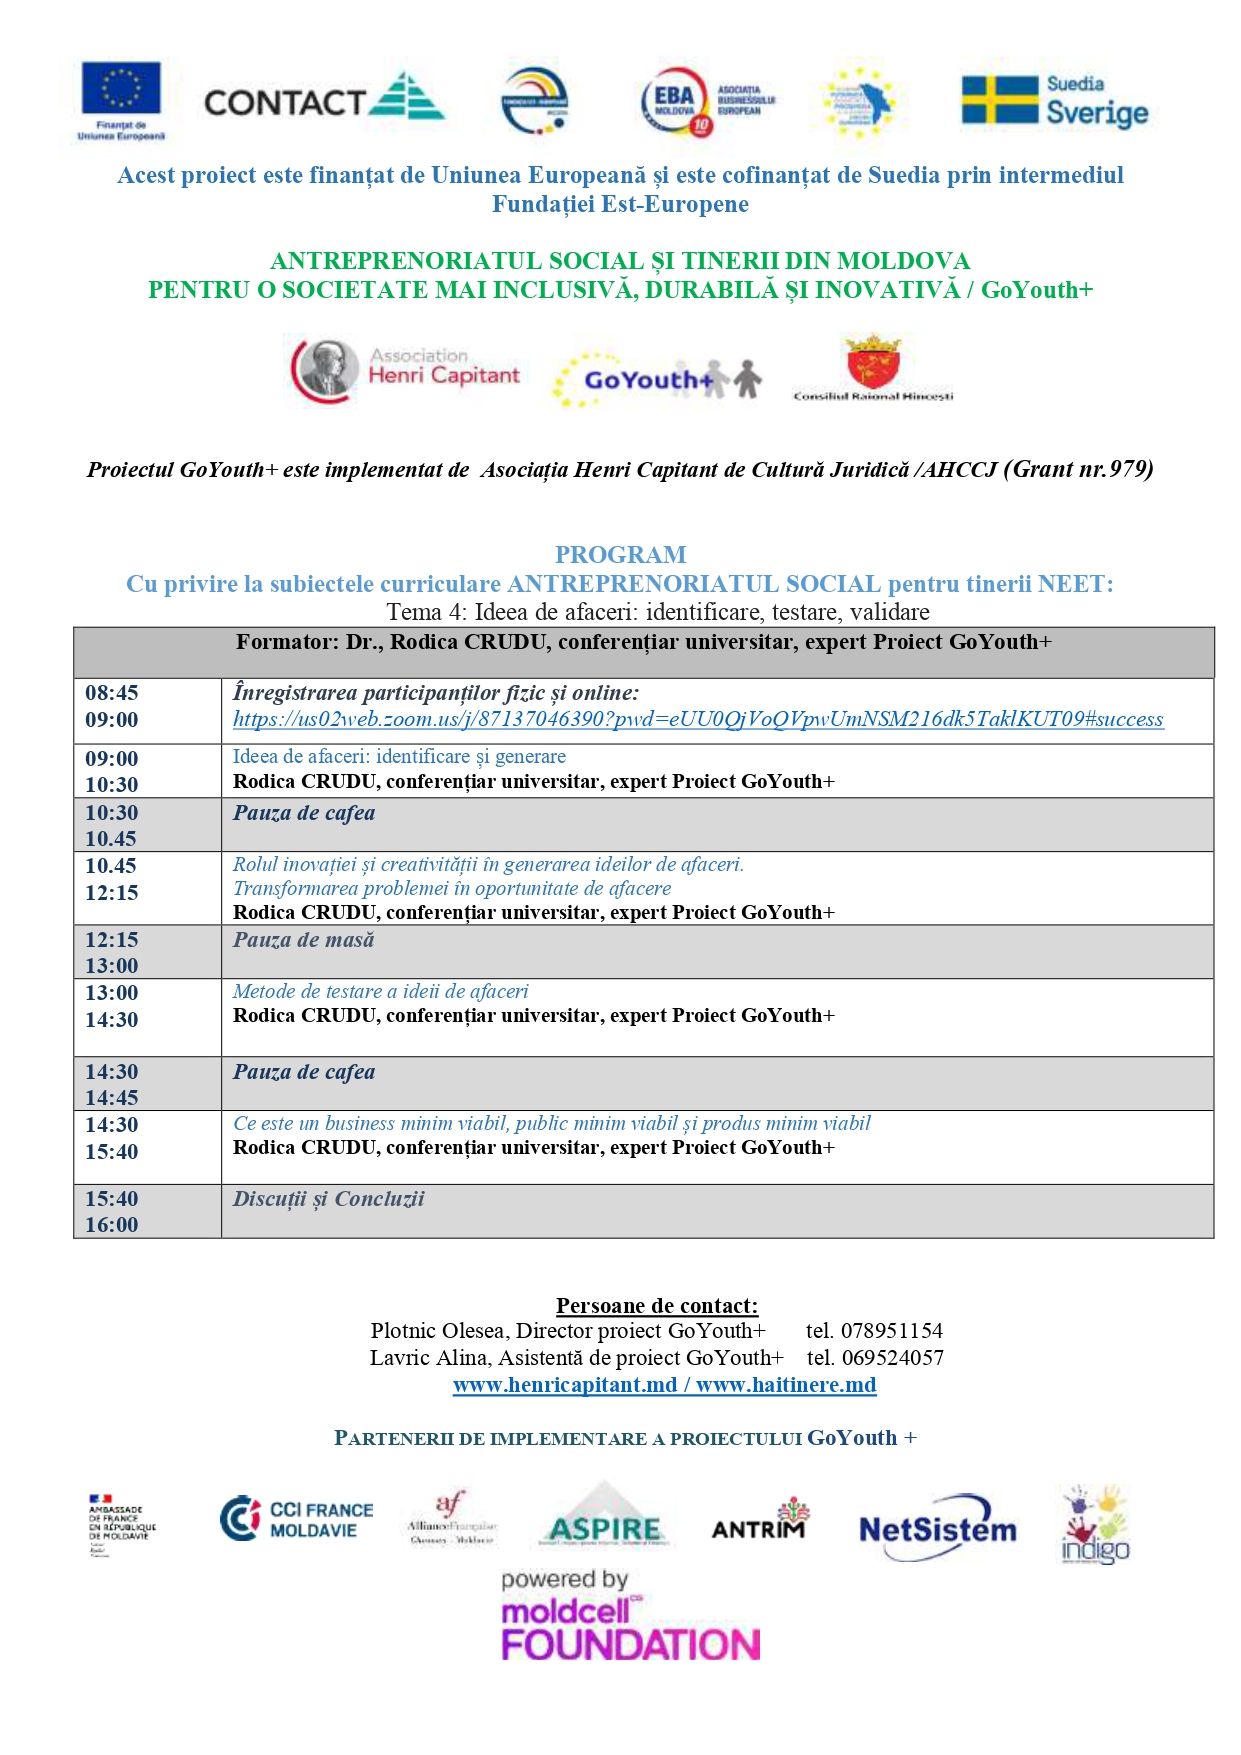 Finanțat de
Uniunea Europeană
CONTACT
EBA
MOLDOVA
10
ASOCIAȚIA
BUSINESSULUI
EUROPEAN
Suedia
Sverige
Acest proiect este finanțat de Uniunea Europeană și este cofinanțat de Suedia prin intermediul
Fundației Est-Europene
ANTREPRENORIATUL SOCIAL ȘI TINERII DIN MOLDOVA
PENTRU O SOCIETATE MAI INCLUSIVĂ, DURABILĂ ȘI INOVATIVĂ / GoYouth+
Association
Henri Capitant
GoYouth+
Consiliul Raional Hincesti
Proiectul GoYouth+ este implementat de Asociația Henri Capitant de Cultură Juridică /AHCCJ (Grant nr.979)
PROGRAM
Cu privire la subiectele curriculare ANTREPRENORIATUL SOCIAL pentru tinerii NEET:
Tema 4: Ideea de afaceri: identificare, testare, validare
Formator: Dr., Rodica CRUDU, conferențiar universitar, expert Proiect GoYouth+
08:45 Înregistrarea participanților fizic și online:
09:00 https://us02web.zoom.us/j/87137046390?pwd=eUU0QjVoQVpwUmNSM216dk5TaklKUT09#success
09:00 Ideea de afaceri: identificare și generare
10:30 Rodica CRUDU, conferențiar universitar, expert Proiect GoYouth+
10:30 Pauza de cafea
10.45
10.45 Rolul inovației și creativității în generarea ideilor de afaceri.
12:15 Transformarea problemei în oportunitate de afacere
Rodica CRUDU, conferențiar universitar, expert Proiect GoYouth+
12:15 Pauza de masă
13:00
13:00 Metode de testare a ideii de afaceri
14:30 Rodica CRUDU, conferențiar universitar, expert Proiect GoYouth+
14:30 Pauza de cafea
14:45
14:30 Ce este un business minim viabil, public minim viabil și produs minim viabil
15:40 Rodica CRUDU, conferențiar universitar, expert Proiect GoYouth+
15:40 Discuții și Concluzii
16:00
Persoane de contact:
Plotnic Olesea, Director proiect GoYouth+ tel. 078951154
Lavric Alina, Asistentă de proiect GoYouth+ tel. 069524057
www.henricapitant.md / www.haitinere.md
PARTENERII DE IMPLEMENTARE A PROIECTULUI GoYouth +
AMBASSADE
DE FRANCE
EN RÉPUBLIQUE
DE MOLDAVIE
CCI FRANCE
MOLDAVIE
af
AllianceFrançaise
ASPIRE
ANTRIM
NetSistem
indigo
powered by
moldcell
FOUNDATION